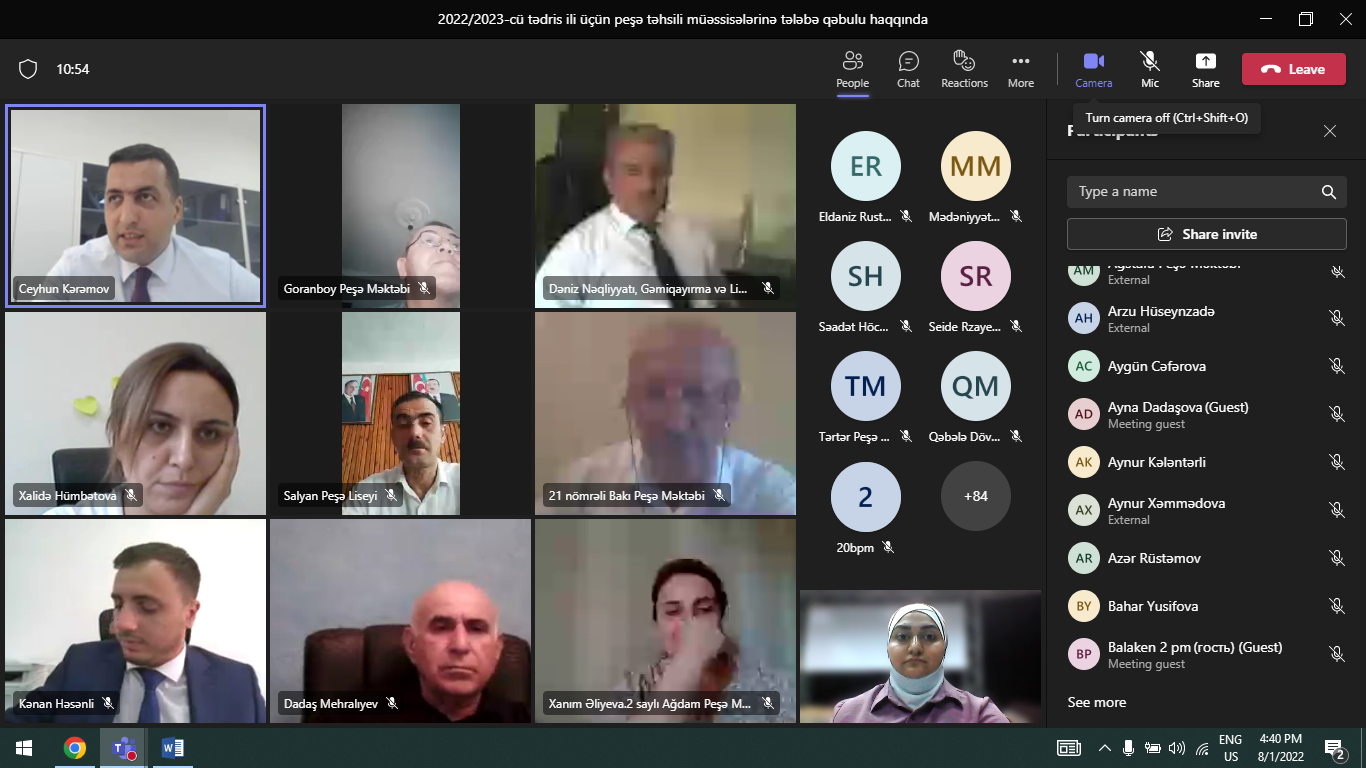 2022/2023-cü tədris ili üçün peşə təhsili müəssisələrinə tələbə qəbulu haqqında
10:54
People
Chat
Reactions
More
Camera
Mic
Share
Leave
Turn camera off (Ctrl+Shift+O)
Participants
Type a name
Share invite
Ceyhun Kərəmov
Goranboy Peşə Məktəbi
Dəniz Nəqliyyatı, Gəmiqayırma və Li...
Xalidə Hümbətova
Salyan Peşə Liseyi
21 nömrəli Bakı Peşə Məktəbi
Kənan Həsənli
Dadaş Mehralıyev
Xanım Əliyeva.2 saylı Ağdam Peşə M...
ER
Eldaniz Rust...
MM
Mədəniyyət...
SH
Səadət Höc...
SR
Seide Rzaye...
TM
Tərtər Peşə ...
QM
Qəbələ Döv...
2
20bpm
+84
AM
External
AH
Arzu Hüseynzadə
External
AC
Aygün Cəfərova
AD
Ayna Dadaşova (Guest)
Meeting guest
AK
Aynur Kələntərli
AX
Aynur Xəmmədova
External
AR
Azər Rüstəmov
BY
Bahar Yusifova
BP
Balaken 2 pm (гость) (Guest)
Meeting guest
See more
ENG
US
4:40 PM
8/1/2022
2